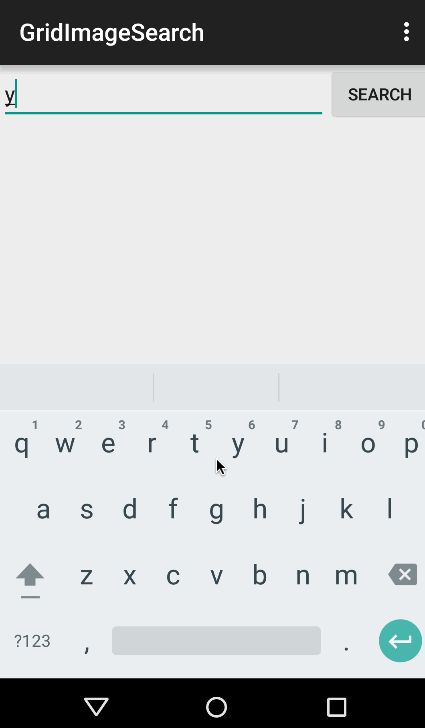 GridImageSearch
y
SEARCH
1 2 3 4 5 6 7 8 9 0
q w e r t y u i o p
a s d f g h j k l
z x c v b n m
?123 , .